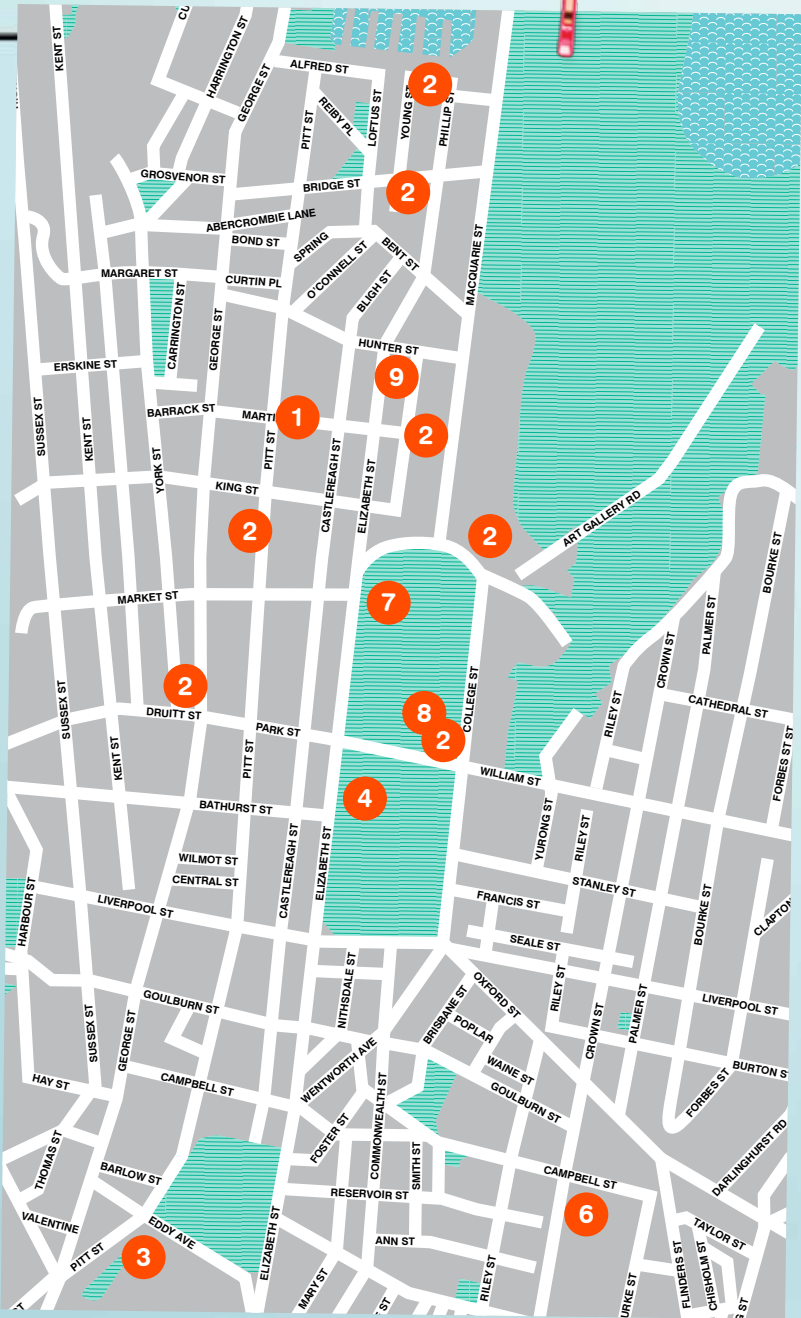 KENT ST
HARRINGTON ST
GEORGE ST
ALFRED ST
PITT ST
REIBY PL
LOFTUS ST
YOUNG ST
2
PHILLIP ST
GROSVENOR ST
BRIDGE ST
2
ABERCROMBIE LANE
BOND ST
SPRING
O'CONNELL ST
BENT ST
BLIGH ST
MACQUARIE ST
MARGARET ST
CURTIN PL
CARRINGTON ST
GEORGE ST
HUNTER ST
ERSKINE ST
9
BARRACK ST
MARTI
1
2
SUSSEX ST
KENT ST
YORK ST
PITT ST
CASTLEREAGH ST
ELIZABETH ST
KING ST
2
2
ART GALLERY RD
BOURKE ST
MARKET ST
7
PALMER ST
CROWN ST
2
DRUITT ST
PARK ST
8
2
COLLEGE ST
RILEY ST
CATHEDRAL ST
SUSSEX ST
KENT ST
PITT ST
FORBES ST
ST
WILLIAM ST
4
BATHURST ST
YURONG ST
RILEY ST
WILMOT ST
CENTRAL ST
CASTLEREAGH ST
ELIZABETH ST
STANLEY ST
FRANCIS ST
BOURKE ST
CLAPTON
HARBOUR ST
LIVERPOOL ST
SEALE ST
NITHSDALE ST
OXFORD ST
RILEY ST
LIVERPOOL ST
GOULBURN ST
BRISBANE ST
POPLAR
CROWN ST
PALMER ST
SUSSEX ST
GEORGE ST
WENTWORTH AVE
WAINE ST
BURTON S
HAY ST
CAMPBELL ST
GOULBURN ST
FORBES ST
COMMONWEALTH ST
FOSTER ST
SMITH ST
DARLINGHURST RD
THOMAS ST
BARLOW ST
CAMPBELL ST
RESERVOIR ST
6
VALENTINE
EDDY AVE
TAYLOR ST
PITT ST
3
ELIZABETH ST
ANN ST
RILEY ST
FLINDERS ST
CHISHOLM ST
MARY ST
ST
URKE ST
G ST
ST
CU